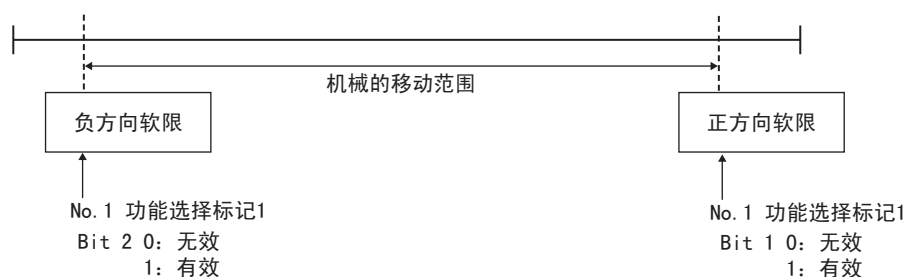 机械的移动范围
负方向软限
正方向软限
No.1 功能选择标记1
Bit 2 0: 无效
1: 有效
No.1 功能选择标记1
Bit 1 0: 无效
1: 有效